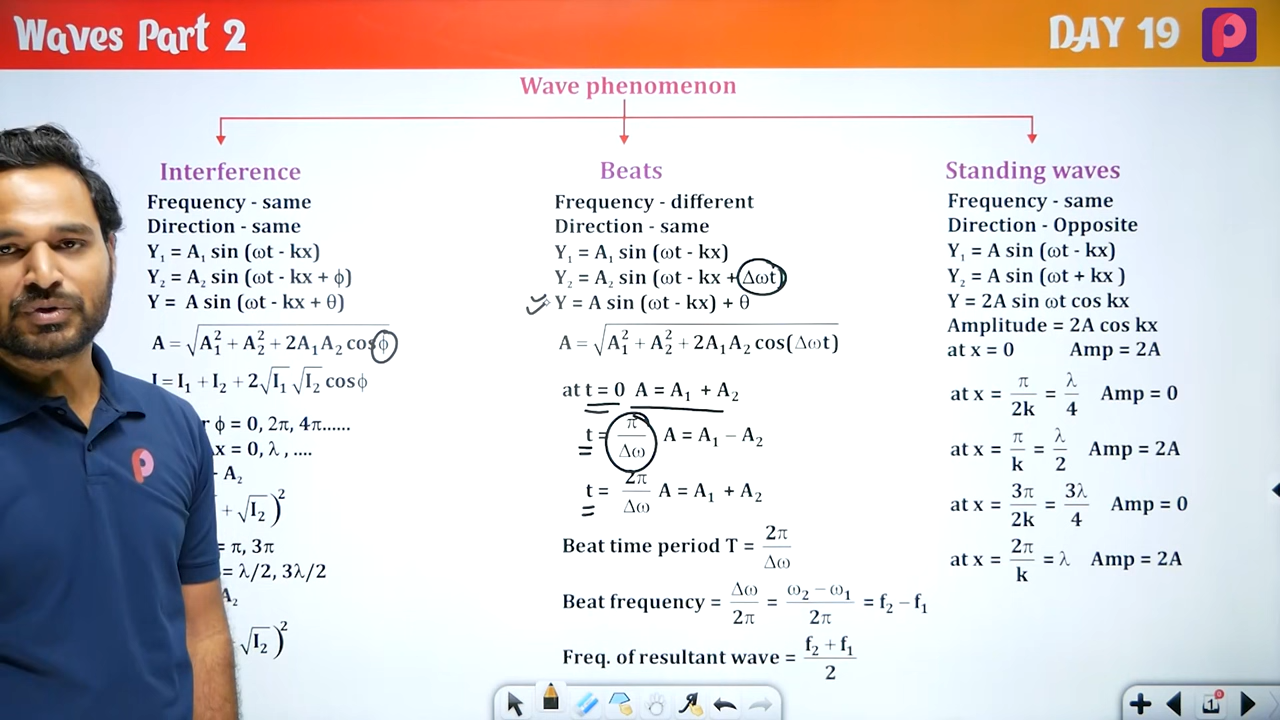 Waves Part 2
DAY 19
Wave phenomenon
Interference
Frequency - same
Direction - same
Y₁ = A₁ sin (ωt - kx)
Y₂ = A₂ sin (ωt - kx + ϕ)
Y = A sin (ωt - kx + θ)
A = √(A₁² + A₂² + 2A₁A₂ cosϕ)
I = I₁ + I₂ + 2√I₁ √I₂ cosϕ
ϕ = 0, 2π, 4π......
x = 0, λ , ....
A₂
+ √I₂ )²
= π, 3π
= λ/2, 3λ/2
A₂
√I₂ )²
Beats
Frequency - different
Direction - same
Y₁ = A₁ sin (ωt - kx)
Y₂ = A₂ sin (ωt - kx + Δωt)
Y = A sin (ωt - kx) + θ
A = √(A₁² + A₂² + 2A₁A₂ cos(Δωt))
at t = 0 A = A₁ + A₂
t = π/Δω A = A₁ − A₂
t = 2π/Δω A = A₁ + A₂
Beat time period T = 2π/Δω
Beat frequency = Δω/2π = ω₂ − ω₁/2π = f₂ − f₁
Freq. of resultant wave = f₂ + f₁/2
Standing waves
Frequency - same
Direction - Opposite
Y₁ = A sin (ωt - kx)
Y₂ = A sin (ωt + kx )
Y = 2A sin ωt cos kx
Amplitude = 2A cos kx
at x = 0 Amp = 2A
at x = π/2k = λ/4 Amp = 0
at x = π/k = λ/2 Amp = 2A
at x = 3π/2k = 3λ/4 Amp = 0
at x = 2π/k = λ Amp = 2A
1